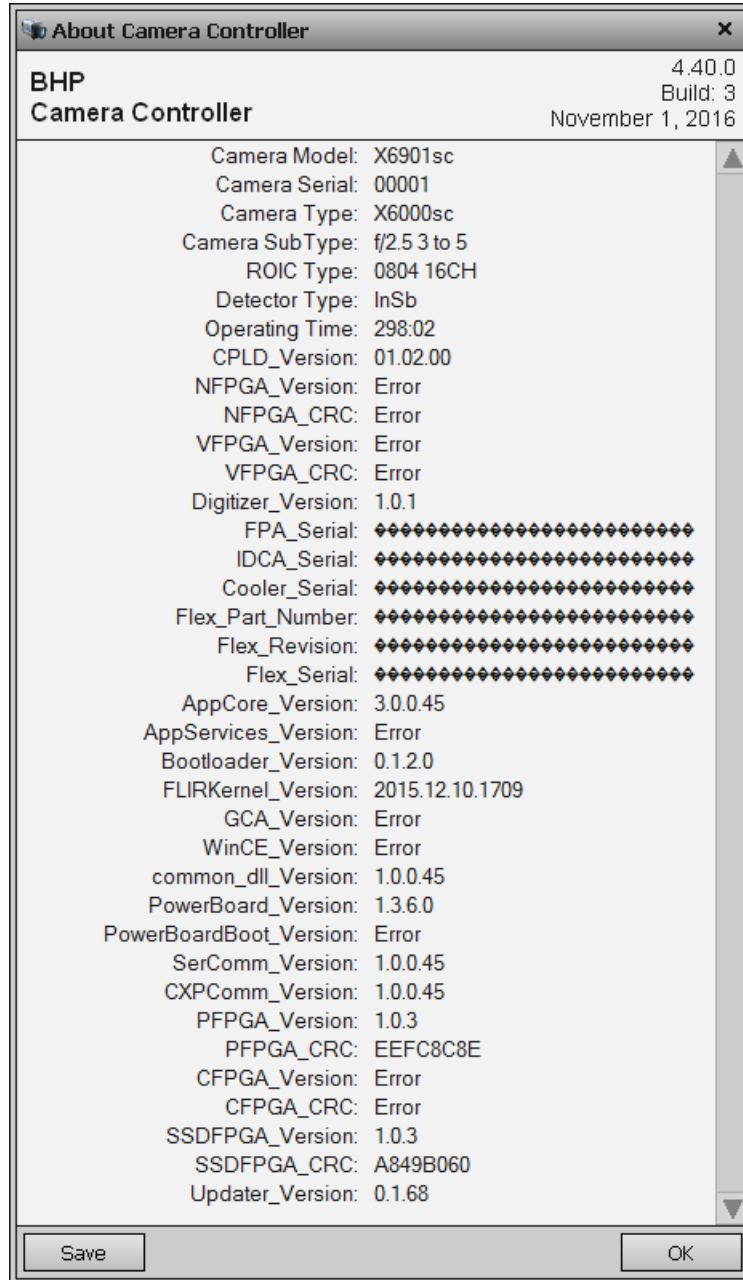 About Camera Controller
BHP
Camera Controller
4.40.0
Build: 3
November 1, 2016
Camera Model: X6901sc
Camera Serial: 00001
Camera Type: X6000sc
Camera SubType: f/2.5 3 to 5
ROIC Type: 0804 16CH
Detector Type: InSb
Operating Time: 298:02
CPLD_Version: 01.02.00
NFPGA_Version: Error
NFPGA_CRC: Error
VFPGA_Version: Error
VFPGA_CRC: Error
Digitizer_Version: 1.0.1
FPA_Serial: �������������������������
IDCA_Serial: �������������������������
Cooler_Serial: �������������������������
Flex_Part_Number: �������������������������
Flex_Revision: �������������������������
Flex_Serial: �������������������������
AppCore_Version: 3.0.0.45
AppServices_Version: Error
Bootloader_Version: 0.1.2.0
FLIRKernel_Version: 2015.12.10.1709
GCA_Version: Error
WinCE_Version: Error
common_dll_Version: 1.0.0.45
PowerBoard_Version: 1.3.6.0
PowerBoardBoot_Version: Error
SerComm_Version: 1.0.0.45
CXPComm_Version: 1.0.0.45
PFPGA_Version: 1.0.3
PFPGA_CRC: EEFC8C8E
CFPGA_Version: Error
CFPGA_CRC: Error
SSDFPGA_Version: 1.0.3
SSDFPGA_CRC: A849B060
Updater_Version: 0.1.68
Save
OK